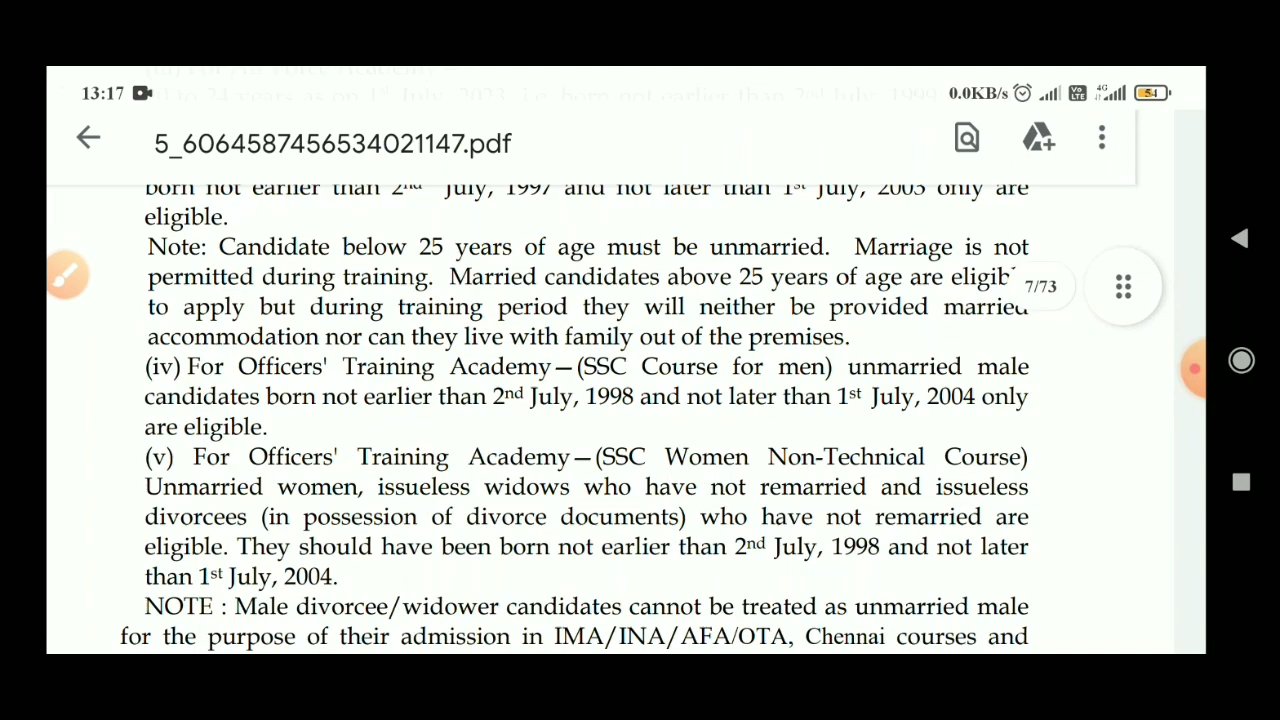 13:17
0.0KB/s Vo LTE 4G 54
5_6064587456534021147.pdf
born not earlier than 2nd July, 1997 and not later than 1st July, 2003 only are
eligible.
Note: Candidate below 25 years of age must be unmarried. Marriage is not
permitted during training. Married candidates above 25 years of age are
7/73
to apply but during training period they will neither be provided married
accommodation nor can they live with family out of the premises.
(iv) For Officers' Training Academy—(SSC Course for men) unmarried male
candidates born not earlier than 2nd July, 1998 and not later than 1st July, 2004 only
are eligible.
(v) For Officers' Training Academy—(SSC Women Non-Technical Course)
Unmarried women, issueless widows who have not remarried and issueless
divorcees (in possession of divorce documents) who have not remarried are
eligible. They should have been born not earlier than 2nd July, 1998 and not later
than 1st July, 2004.
NOTE : Male divorcee/widower candidates cannot be treated as unmarried male
for the purpose of their admission in IMA/INA/AFA/OTA, Chennai courses and